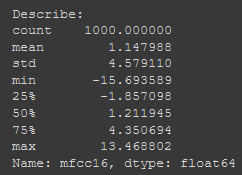 Describe:
count    1000.000000
mean        1.147988
std         4.579110
min       -15.693589
25%        -1.857098
50%         1.211945
75%         4.350694
max        13.468802
Name: mfcc16, dtype: float64